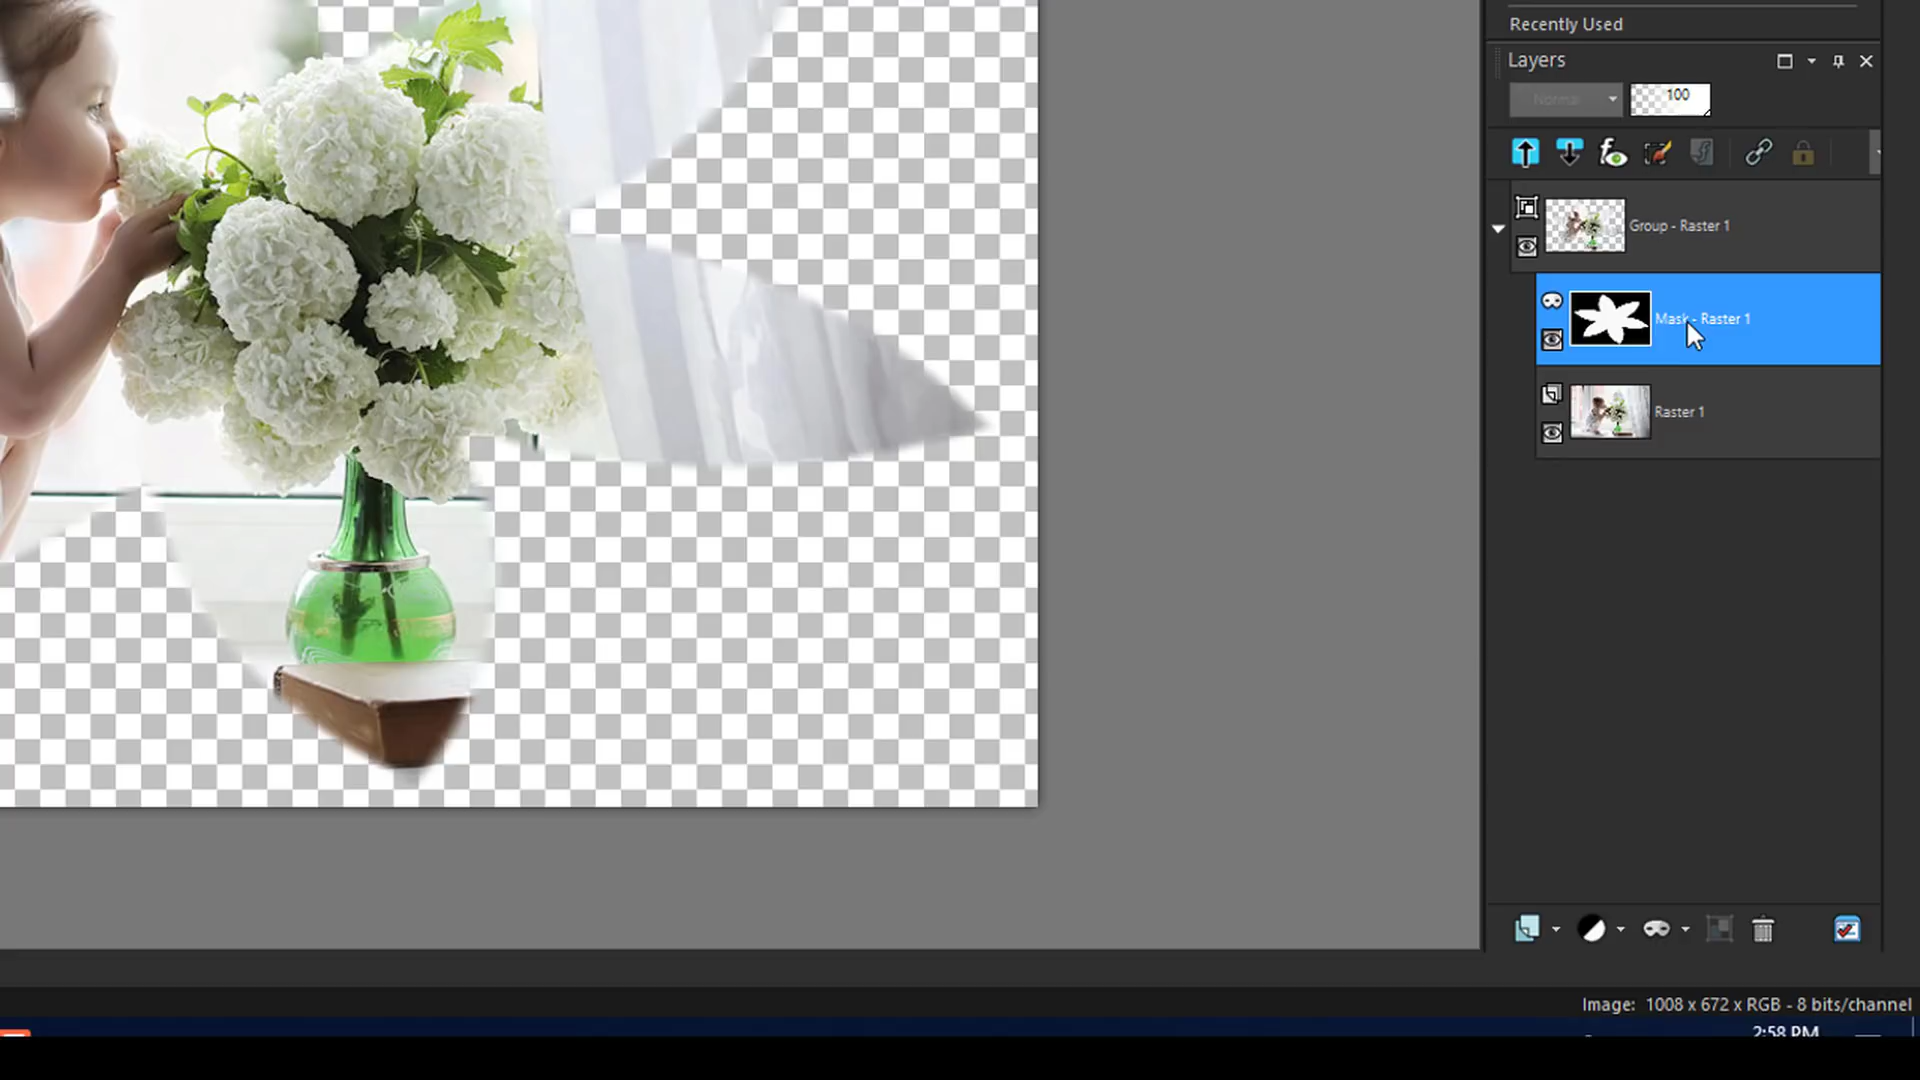 Recently Used
Layers
Normal
100
Group - Raster 1
Mask - Raster 1
Raster 1
Image: 1008 x 672 x RGB - 8 bits/channel
2:58 PM